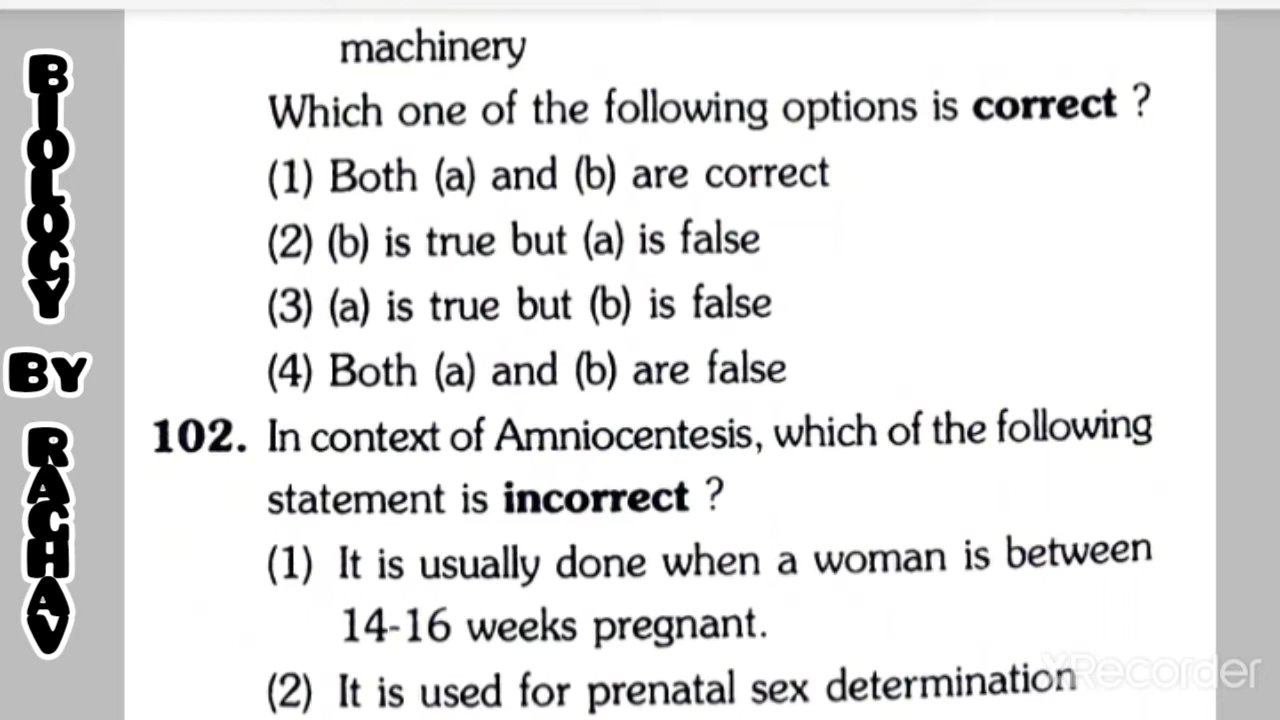 BIOLOGY
BY
RAGHAV
machinery
Which one of the following options is correct ?
(1) Both (a) and (b) are correct
(2) (b) is true but (a) is false
(3) (a) is true but (b) is false
(4) Both (a) and (b) are false
102. In context of Amniocentesis, which of the following
statement is incorrect ?
(1) It is usually done when a woman is between
14-16 weeks pregnant.
(2) It is used for prenatal sex determination
XRecorder